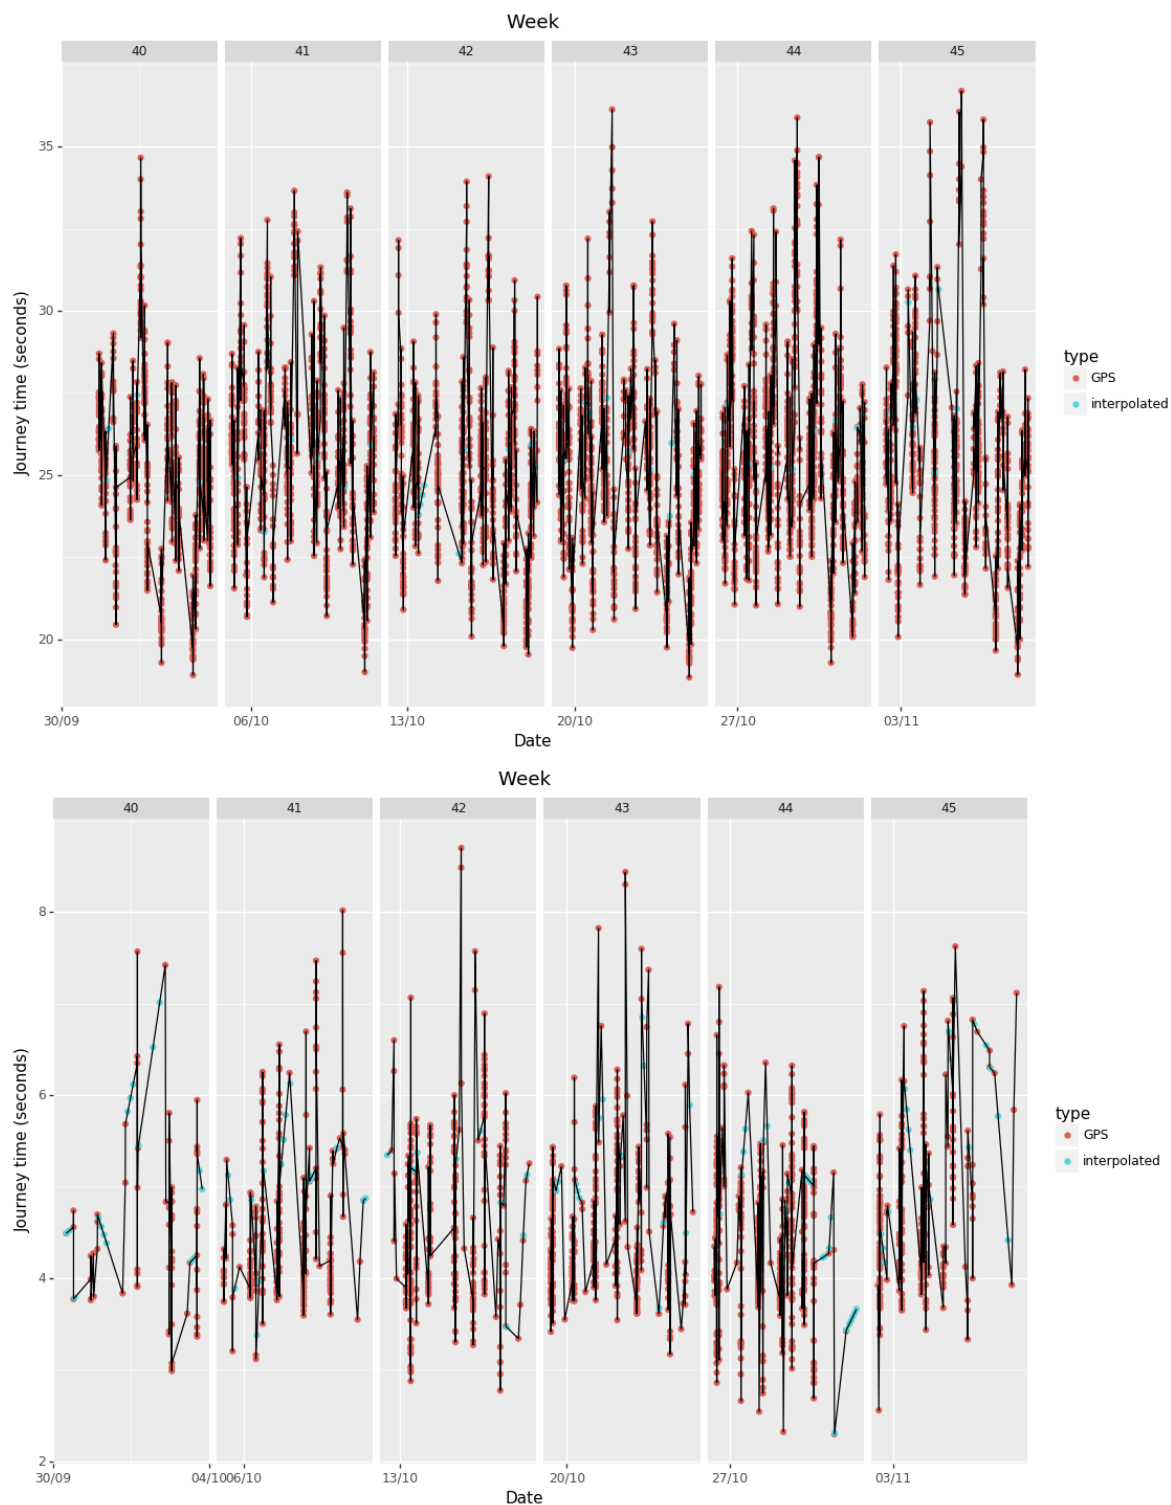 Week
40 41 42 43 44 45
35
30
25
20
Journey time (seconds)
30/09 06/10 13/10 20/10 27/10 03/11
Date
type
GPS
interpolated
Week
40 41 42 43 44 45
8
6
4
2
Journey time (seconds)
30/09 04/10 06/10 13/10 20/10 27/10 03/11
Date
type
GPS
interpolated